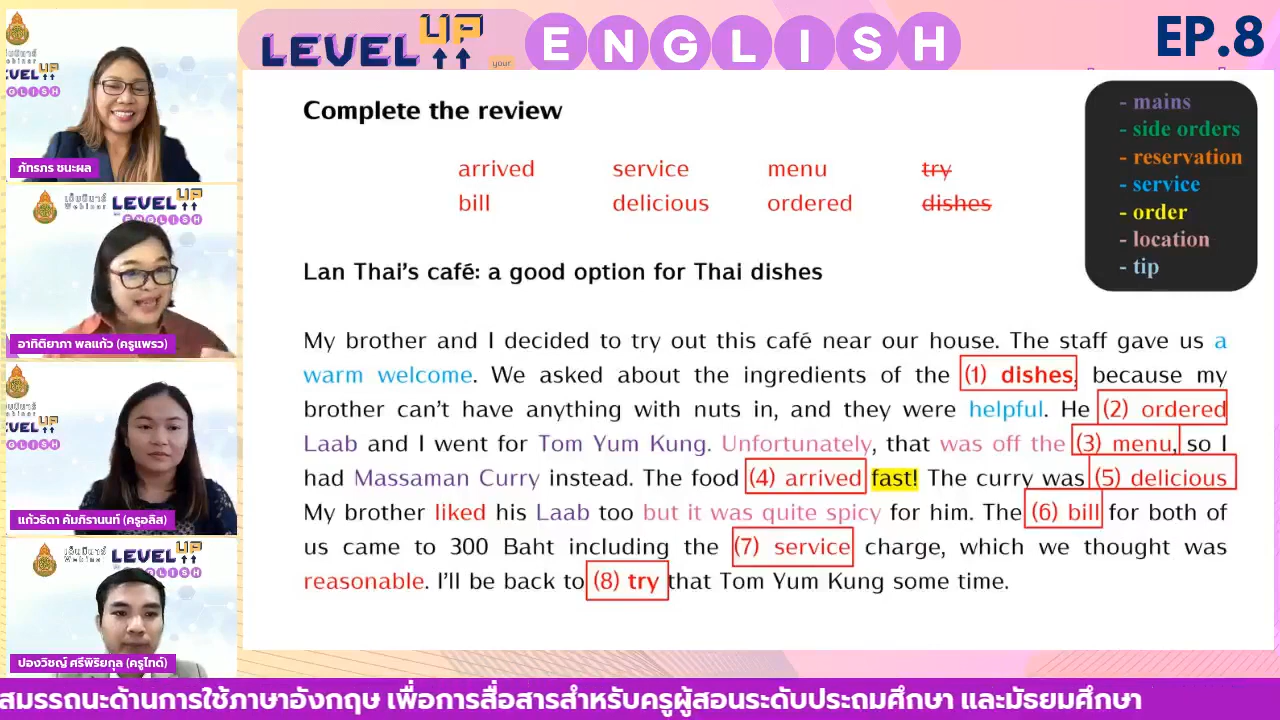 LEVEL UP your ENGLISH
EP.8
Complete the review
arrived service menu try
bill delicious ordered dishes
- mains
- side orders
- reservation
- service
- order
- location
- tip
Lan Thai's café: a good option for Thai dishes
My brother and I decided to try out this café near our house. The staff gave us a
warm welcome. We asked about the ingredients of the (1) dishes, because my
brother can't have anything with nuts in, and they were helpful. He (2) ordered
Laab and I went for Tom Yum Kung. Unfortunately, that was off the (3) menu, so I
had Massaman Curry instead. The food (4) arrived fast! The curry was (5) delicious
My brother liked his Laab too but it was quite spicy for him. The (6) bill for both of
us came to 300 Baht including the (7) service charge, which we thought was
reasonable. I'll be back to (8) try that Tom Yum Kung some time.
ภัทรภร ชนะผล
Webinar
LEVEL UP
ENGLISH
อาทิติยาภา พลแก้ว (ครูแพรว)
แก้วธิดา คัมภิรานนท์ (ครูอลิส)
Webinar
LEVEL UP
ปองวิชญ์ ศรีพิริยกุล (ครูไทด์)
สมรรถนะด้านการใช้ภาษาอังกฤษ เพื่อการสื่อสารสำหรับครูผู้สอนระดับประถมศึกษา และมัธยมศึกษา